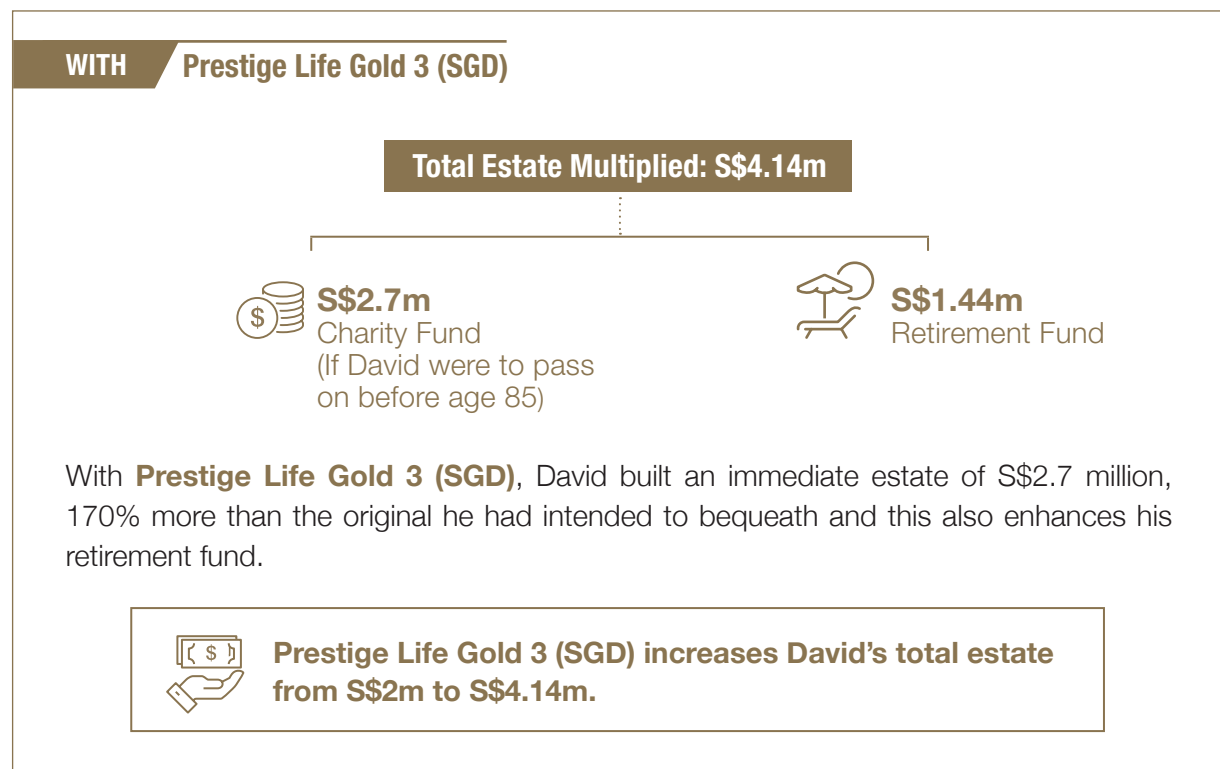 WITH Prestige Life Gold 3 (SGD)
Total Estate Multiplied: S$4.14m
$
S$2.7m
Charity Fund
(If David were to pass
on before age 85)
S$1.44m
Retirement Fund
With Prestige Life Gold 3 (SGD), David built an immediate estate of S$2.7 million,
170% more than the original he had intended to bequeath and this also enhances his
retirement fund.
$
Prestige Life Gold 3 (SGD) increases David’s total estate
from S$2m to S$4.14m.